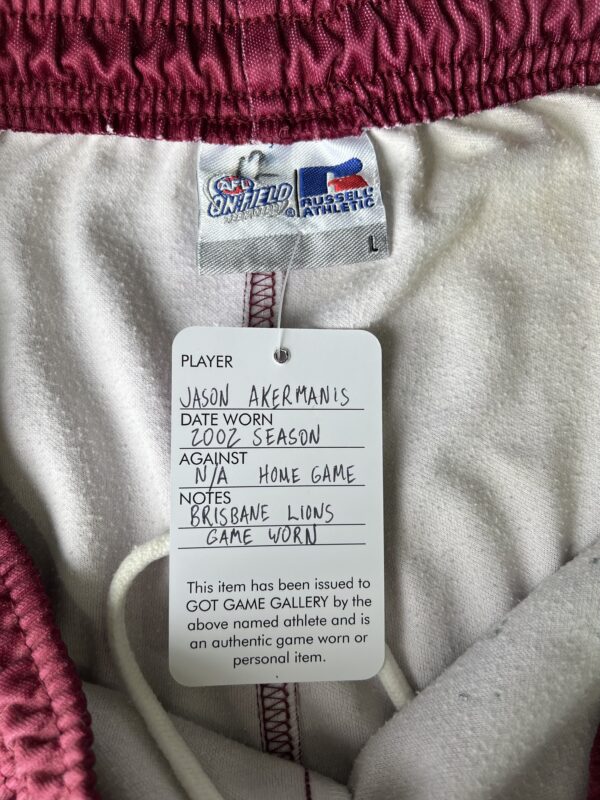 12
AFL
ONFIELD
®
RUSSELL
ATHLETIC
L
PLAYER
JASON AKERMANIS
DATE WORN
2002 SEASON
AGAINST
N/A HOME GAME
NOTES
BRISBANE LIONS
GAME WORN
This item has been issued to
GOT GAME GALLERY by the
above named athlete and is
an authentic game worn or
personal item.